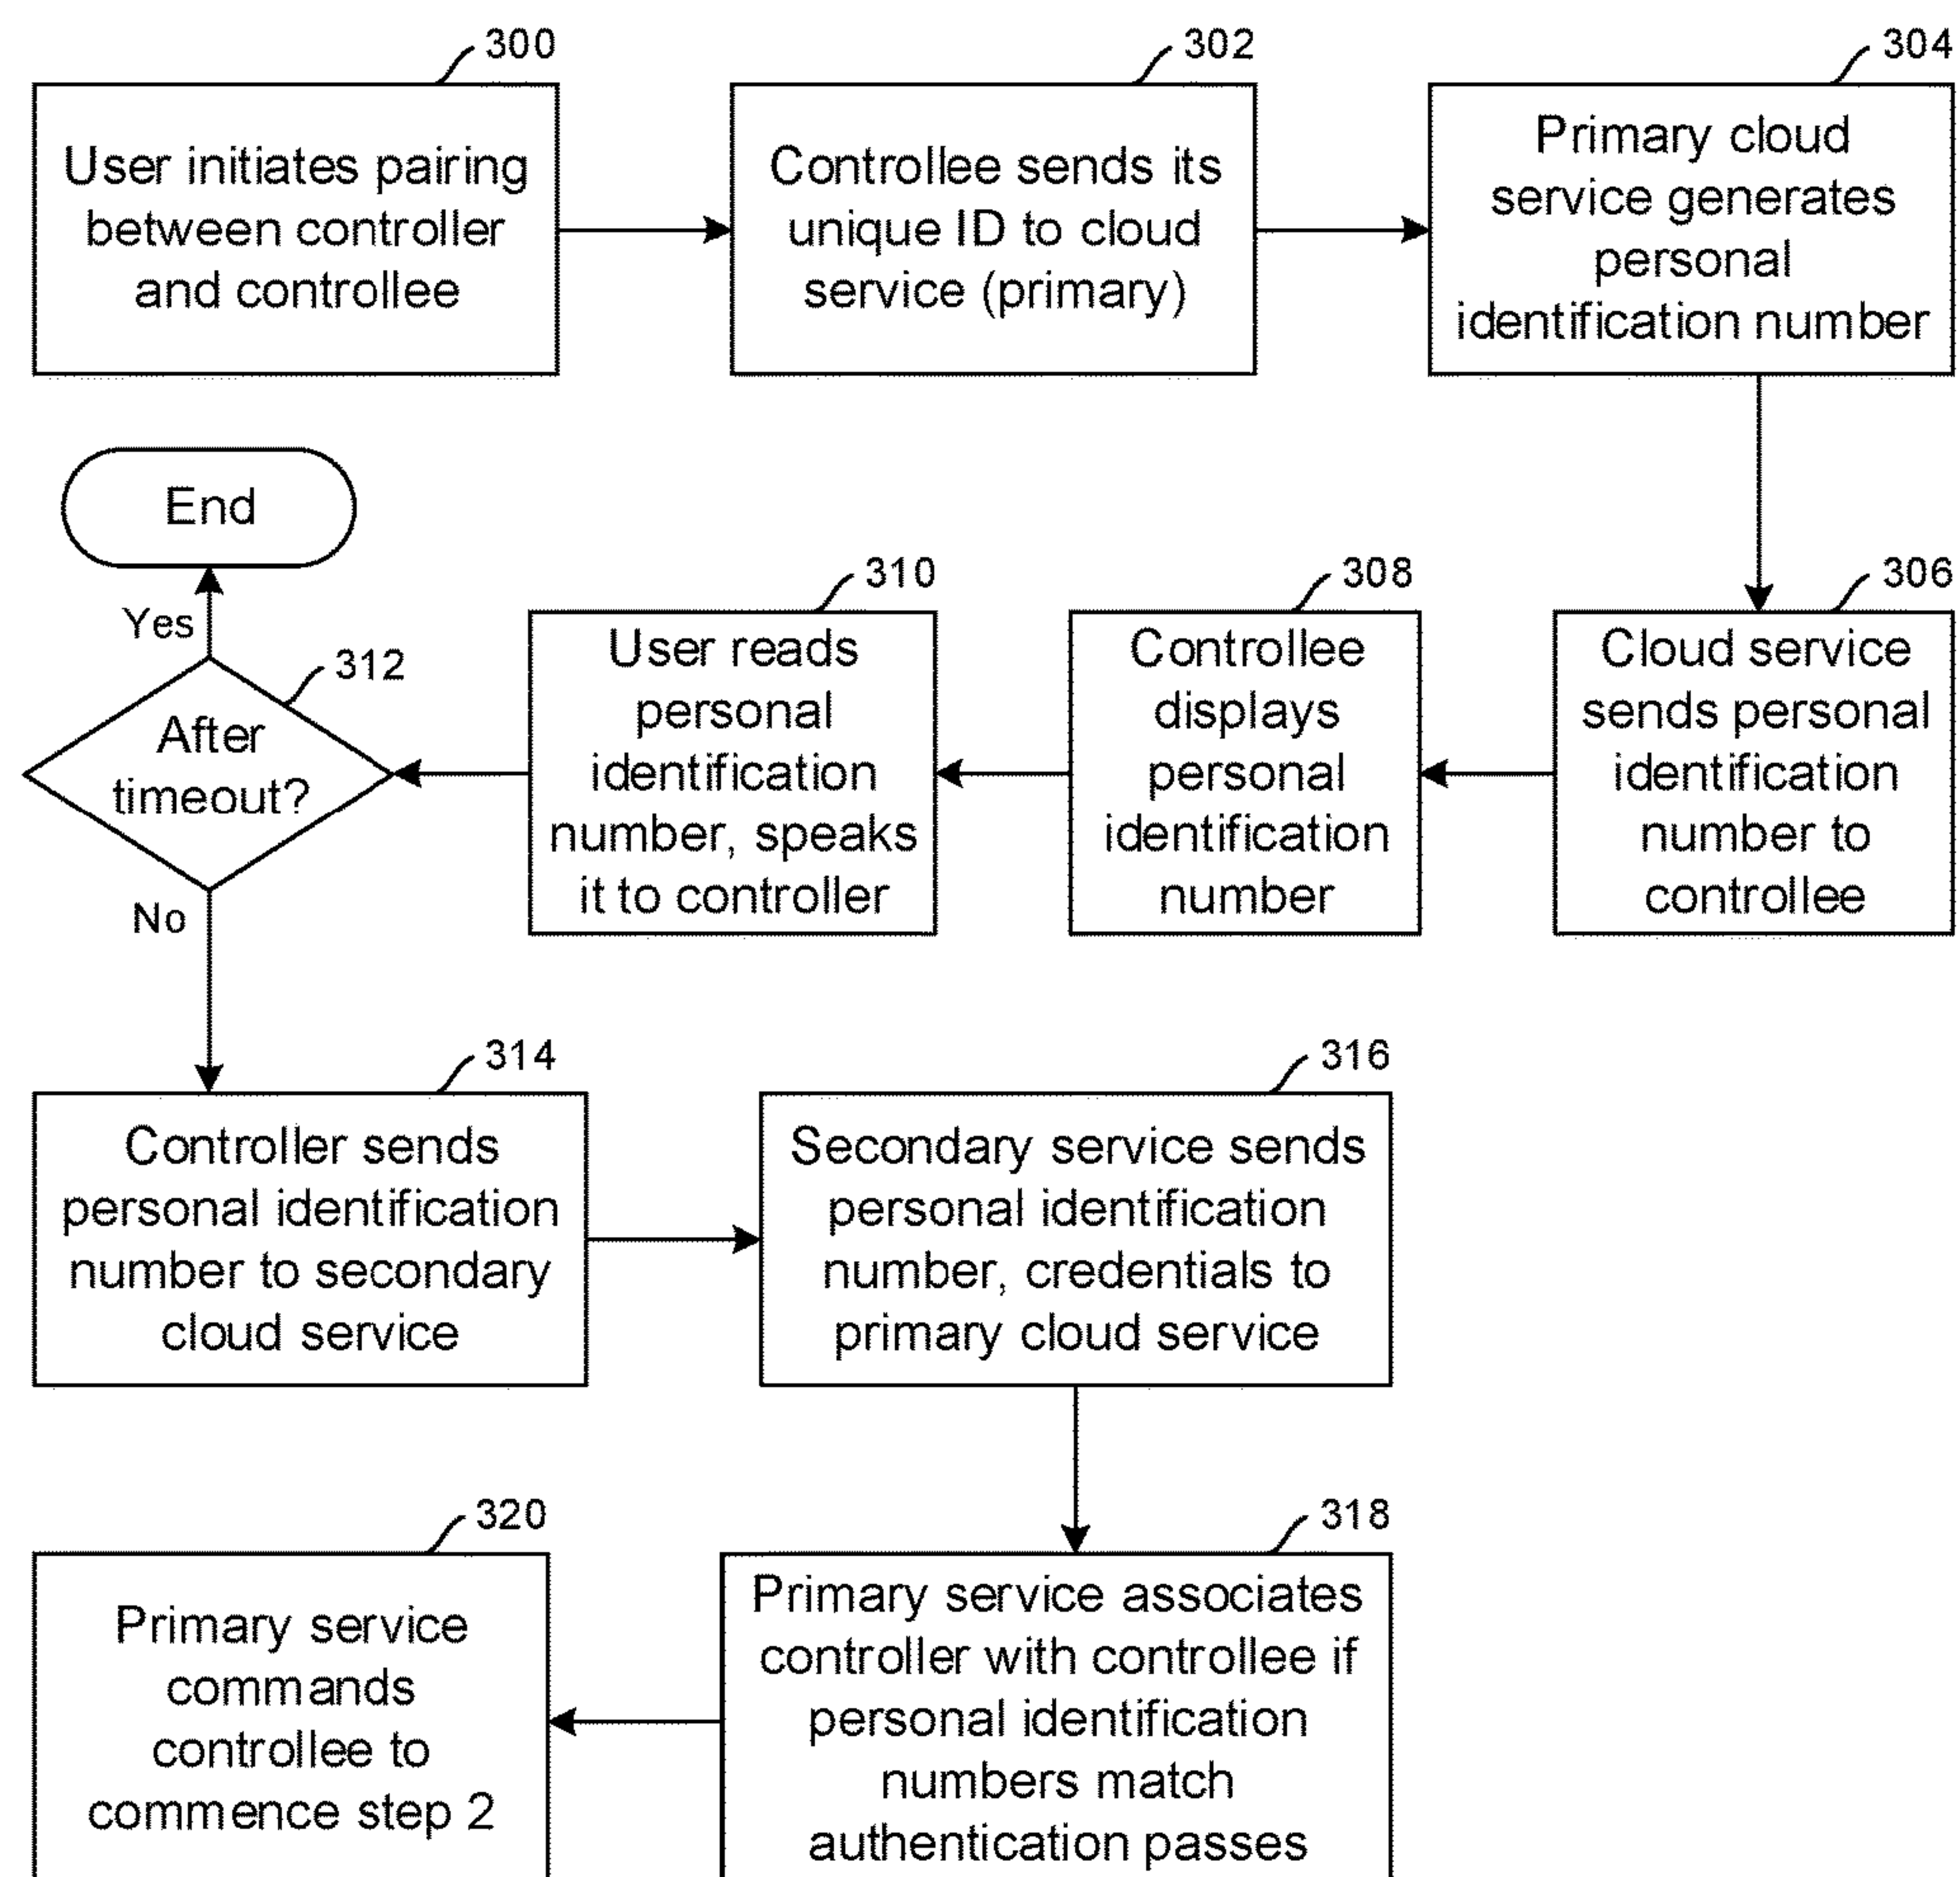 300
User initiates pairing
between controller
and controllee
302
Controllee sends its
unique ID to cloud
service (primary)
304
Primary cloud
service generates
personal
identification number
306
Cloud service
sends personal
identification
number to
controllee
308
Controllee
displays
personal
identification
number
310
User reads
personal
identification
number, speaks
it to controller
312
After
timeout?
Yes
End
No
314
Controller sends
personal identification
number to secondary
cloud service
316
Secondary service sends
personal identification
number, credentials to
primary cloud service
318
Primary service associates
controller with controllee if
personal identification
numbers match
authentication passes
320
Primary service
commands
controllee to
commence step 2